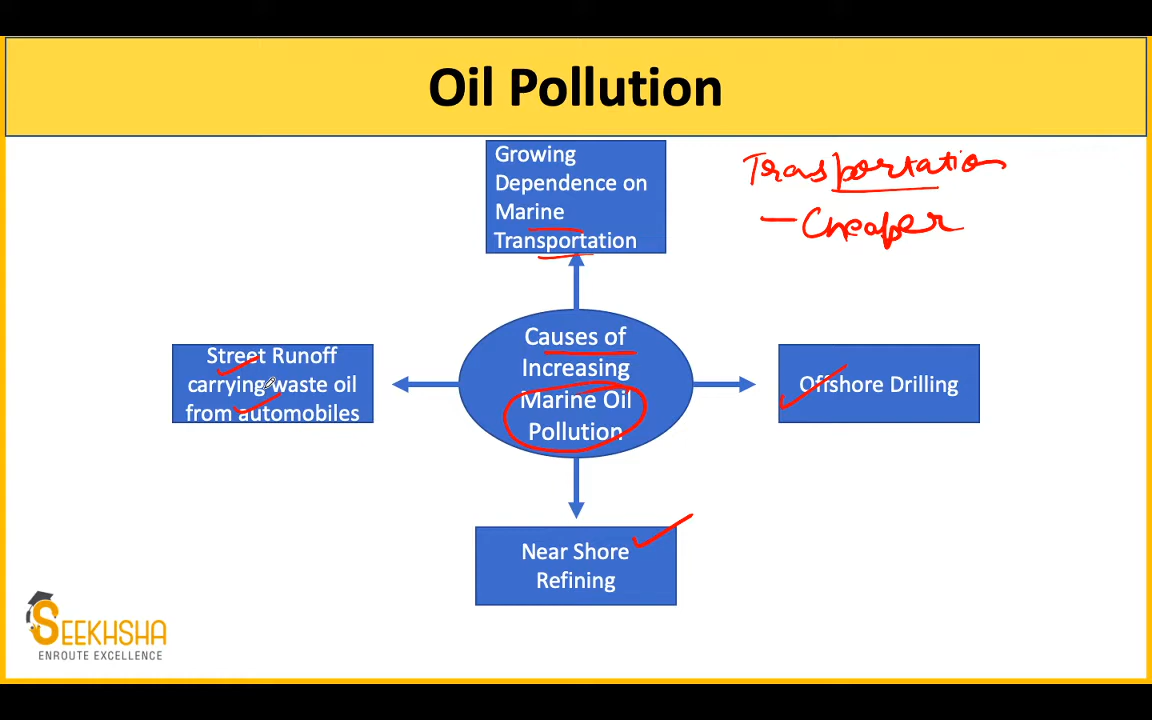 Oil Pollution
Growing
Dependence on
Marine
Transportation
Transportation
— Cheaper
Causes of
Increasing
Marine Oil
Pollution
Street Runoff
carrying waste oil
from automobiles
Offshore Drilling
Near Shore
Refining
SEEKHSHA
ENROUTE EXCELLENCE